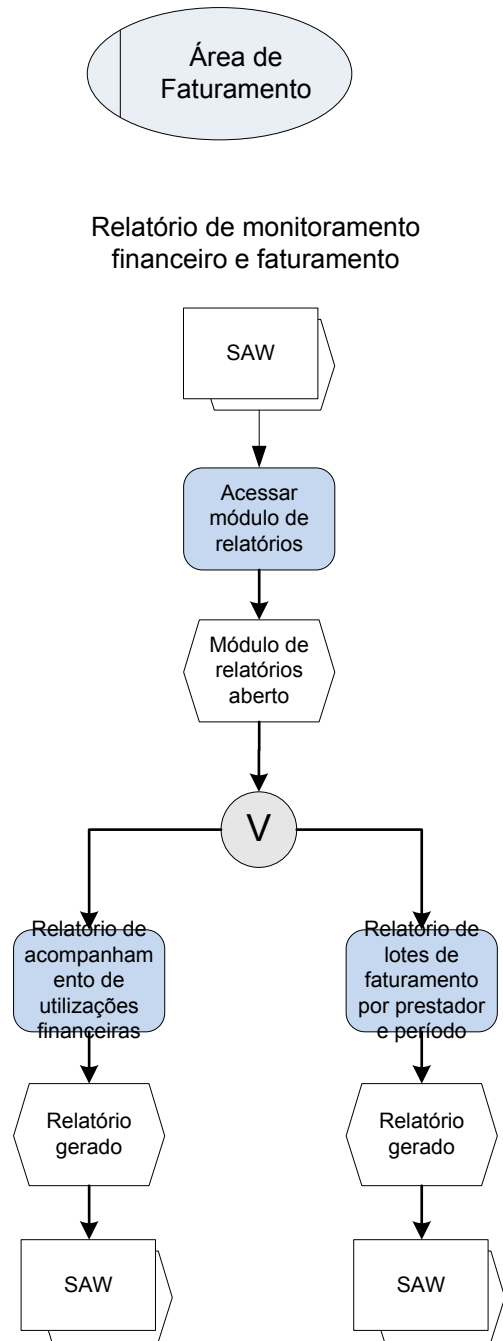 Área de
Faturamento
Relatório de monitoramento
financeiro e faturamento
SAW
Acessar
módulo de
relatórios
Módulo de
relatórios
aberto
V
Relatório de
acompanham
ento de
utilizações
financeiras
Relatório de
lotes de
faturamento
por prestador
e período
Relatório
gerado
Relatório
gerado
SAW
SAW